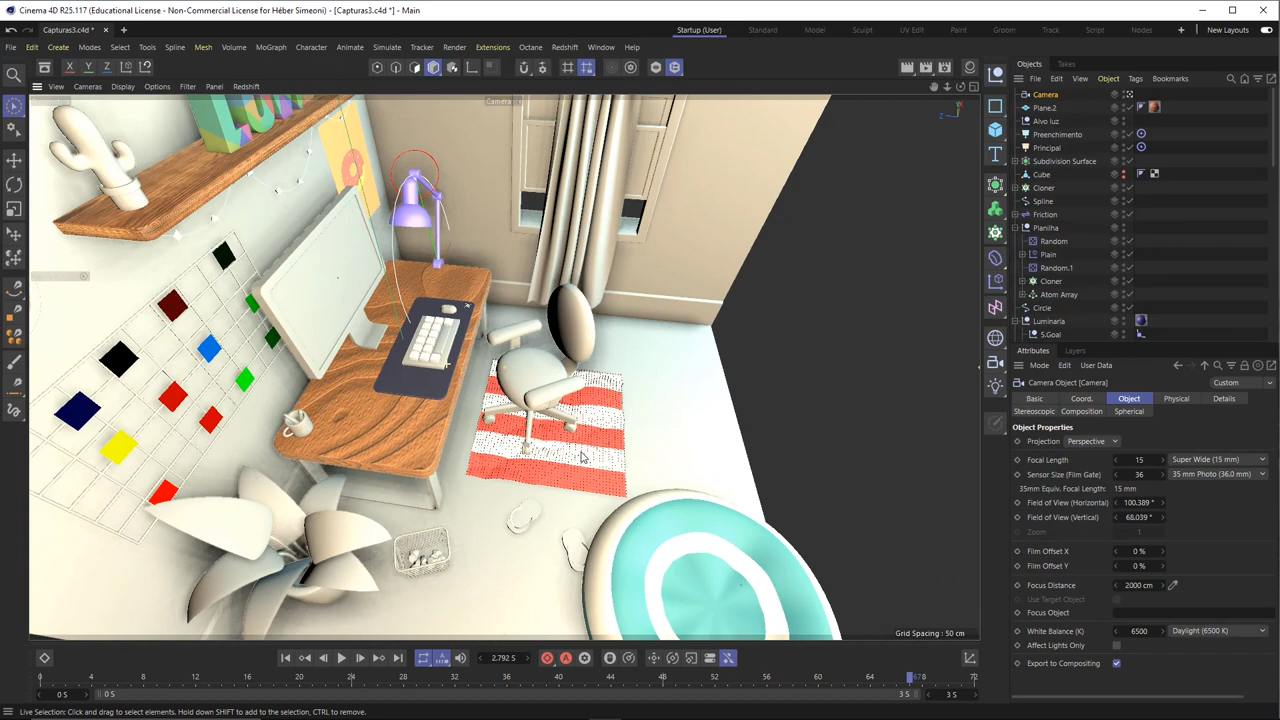 Cinema 4D R25.117 (Educational License - Non-Commercial License for Héber Simeoni) - [Capturas3.c4d *] - Main
Capturas3.c4d *
Startup (User) Standard Model Sculpt UV Edit Paint Groom Track Script Nodes New Layouts
File Edit Create Modes Select Tools Spline Mesh Volume MoGraph Character Animate Simulate Tracker Render Extensions Octane Redshift Window Help
X Y Z
View Cameras Display Options Filter Panel Redshift
Camera
Y
Z
Grid Spacing : 50 cm
Objects Takes
File Edit View Object Tags Bookmarks
Camera
Plane.2
Alvo luz
Preenchimento
Principal
Subdivision Surface
Cube
Cloner
Spline
Friction
Planilha
Random
Plain
Random.1
Cloner
Atom Array
Circle
Luminaria
5.Goal
Attributes Layers
Mode Edit User Data
Camera Object [Camera] Custom
Basic Coord. Object Physical Details
Stereoscopic Composition Spherical
Object Properties
Projection Perspective
Focal Length 15 Super Wide (15 mm)
Sensor Size (Film Gate) 36 35 mm Photo (36.0 mm)
35mm Equiv. Focal Length: 15 mm
Field of View (Horizontal) 100.389 °
Field of View (Vertical) 68.039 °
Zoom 1
Film Offset X 0 %
Film Offset Y 0 %
Focus Distance 2000 cm
Use Target Object
Focus Object
White Balance (K) 6500 Daylight (6500 K)
Affect Lights Only
Export to Compositing
2.792 S
0 4 8 12 16 20 24 28 32 36 40 44 48 52 56 60 64 678 72
0 S 0 S 3 S 3 S
Live Selection: Click and drag to select elements. Hold down SHIFT to add to the selection, CTRL to remove.